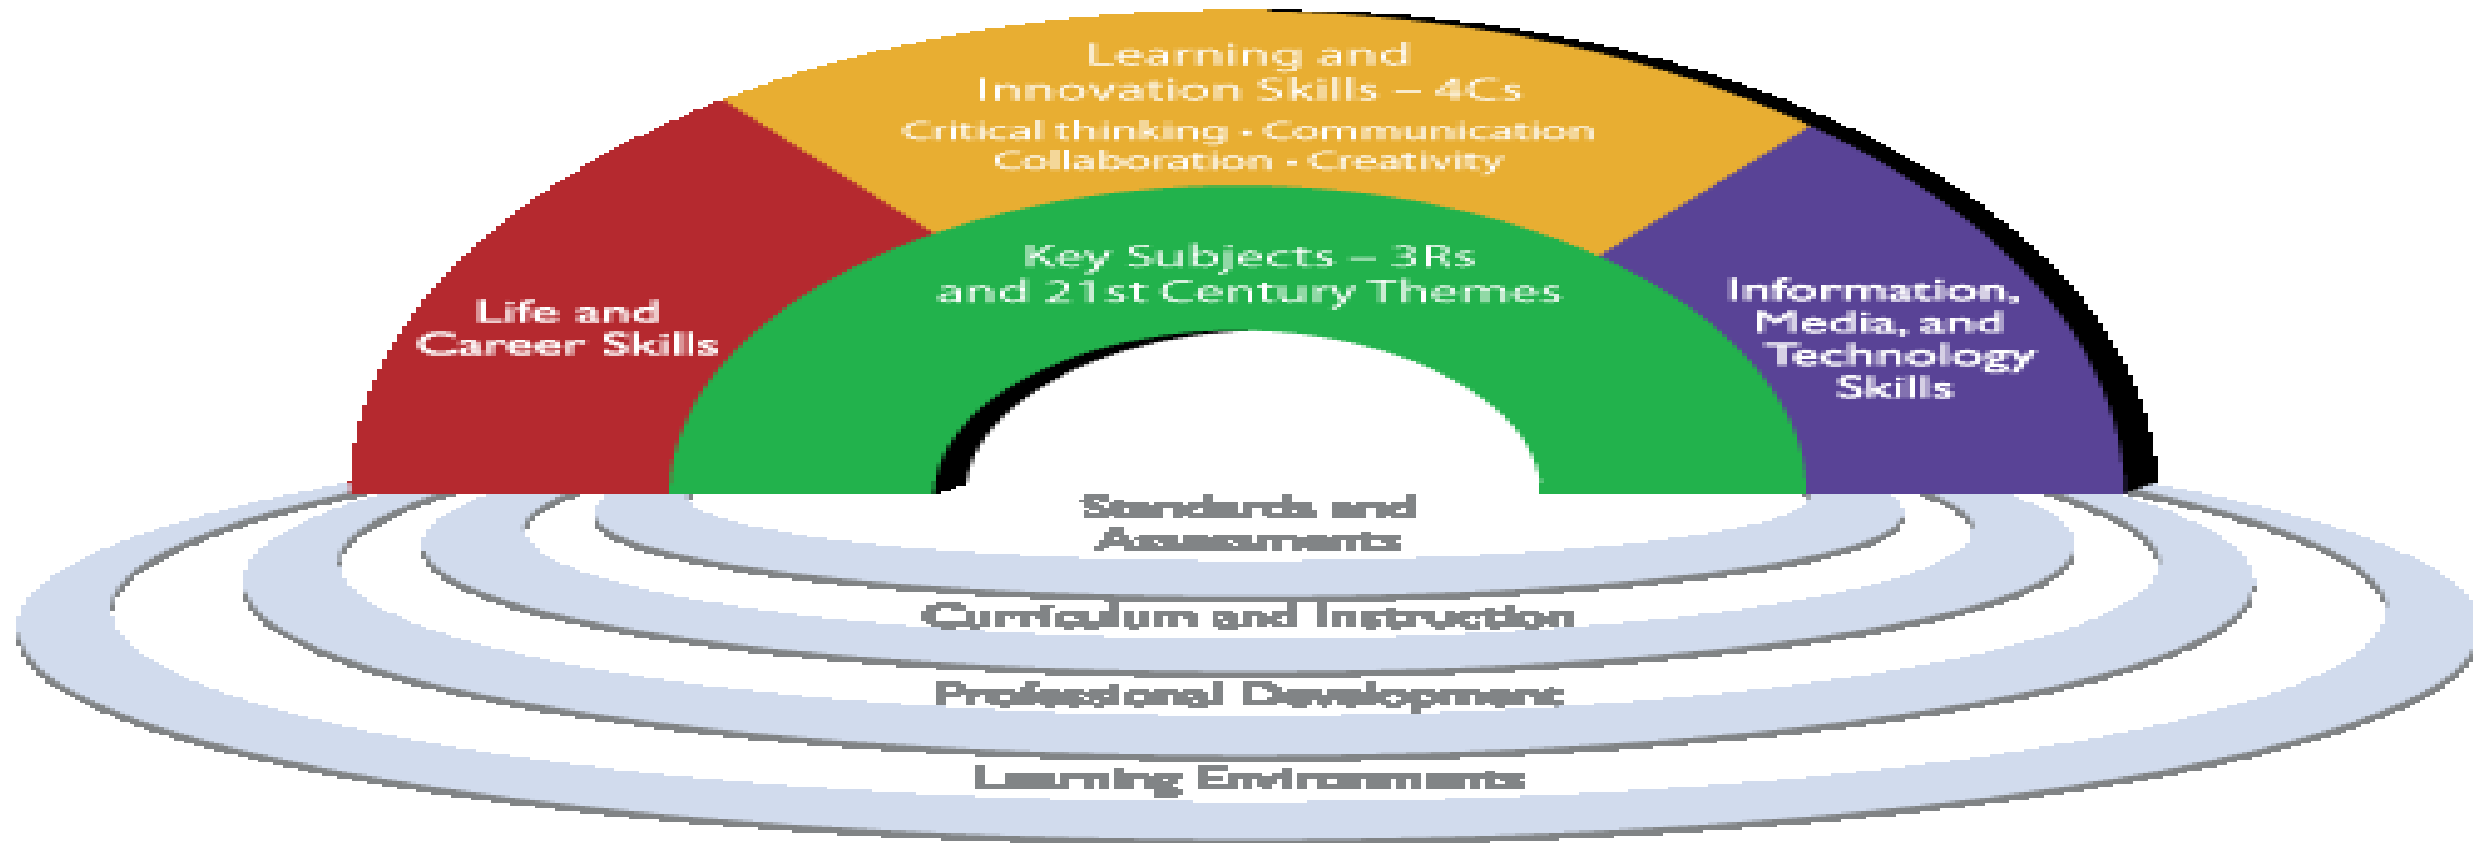 Learning and
Innovation Skills – 4Cs
Critical thinking • Communication
Collaboration • Creativity
Key Subjects – 3Rs
and 21st Century Themes
Life and
Career Skills
Information,
Media, and
Technology
Skills
Standards and
Assessments
Curriculum and Instruction
Professional Development
Learning Environments